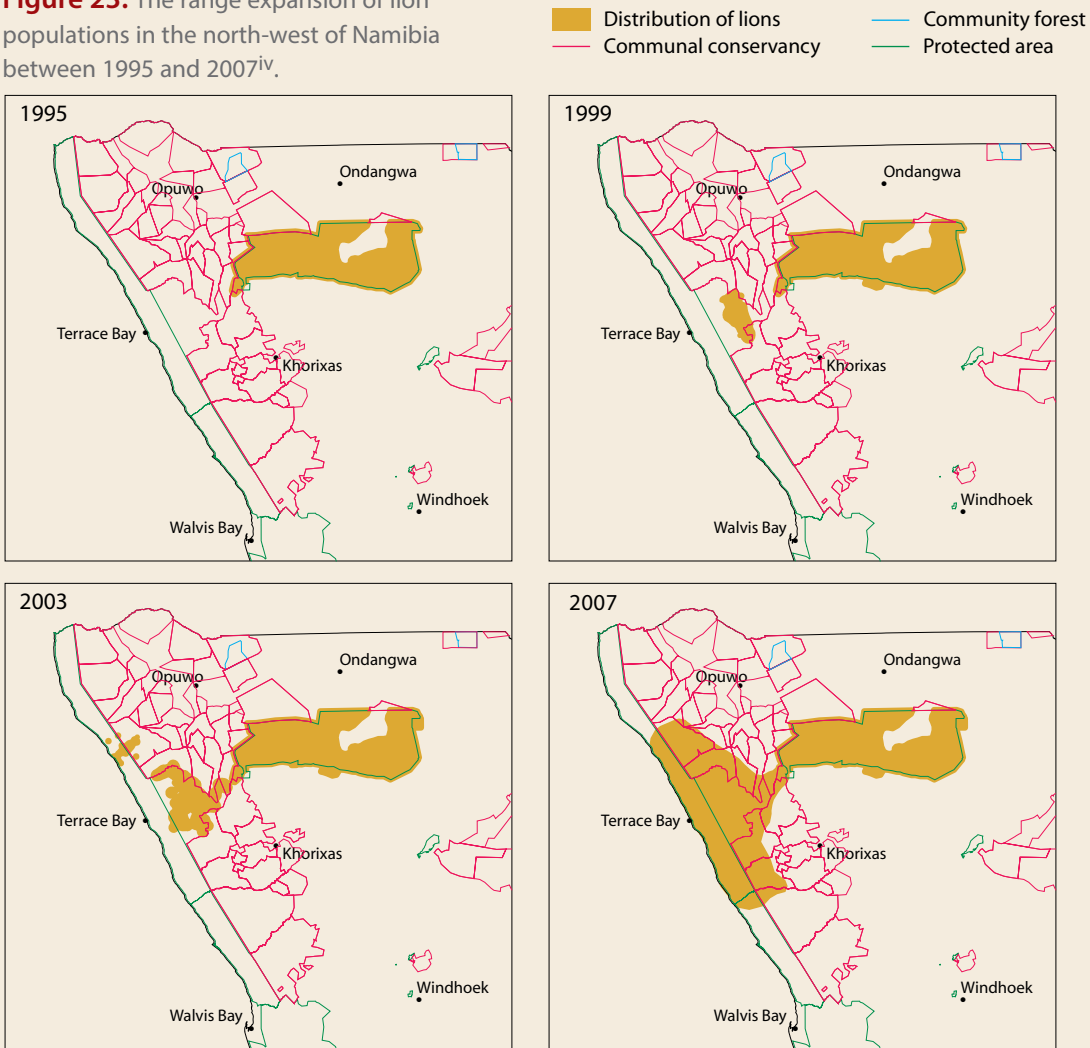 Figure 25. The range expansion of lion
populations in the north-west of Namibia
between 1995 and 2007iv.
Distribution of lions
Communal conservancy
Community forest
Protected area
1995
Opuwo
Ondangwa
Terrace Bay
Khorixas
Windhoek
Walvis Bay
1999
Opuwo
Ondangwa
Terrace Bay
Khorixas
Windhoek
Walvis Bay
2003
Opuwo
Ondangwa
Terrace Bay
Khorixas
Windhoek
Walvis Bay
2007
Opuwo
Ondangwa
Terrace Bay
Khorixas
Windhoek
Walvis Bay